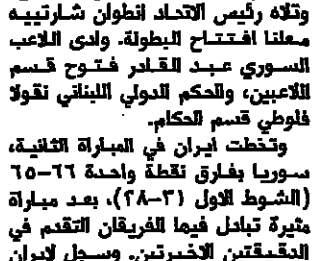 وتلاه رئيس الاتحاد انطوان شارتييه
معلنا افتتاح البطولة. وادى اللاعب
السوري عبد القادر فتوح قسم
اللاعبين، والحكم الدولي اللبناني نقولا
فلوطي قسم الحكام.
وتخطت ايران في المباراة الثانية،
سوريا بفارق نقطة واحدة ٦٦-٦٥
(الشوط الاول ٣١-٢٨)، بعد مباراة
مثيرة تبادل فيها الفريقان التقدم في
الدقيقتين الاخيرتين. وسجل لايران